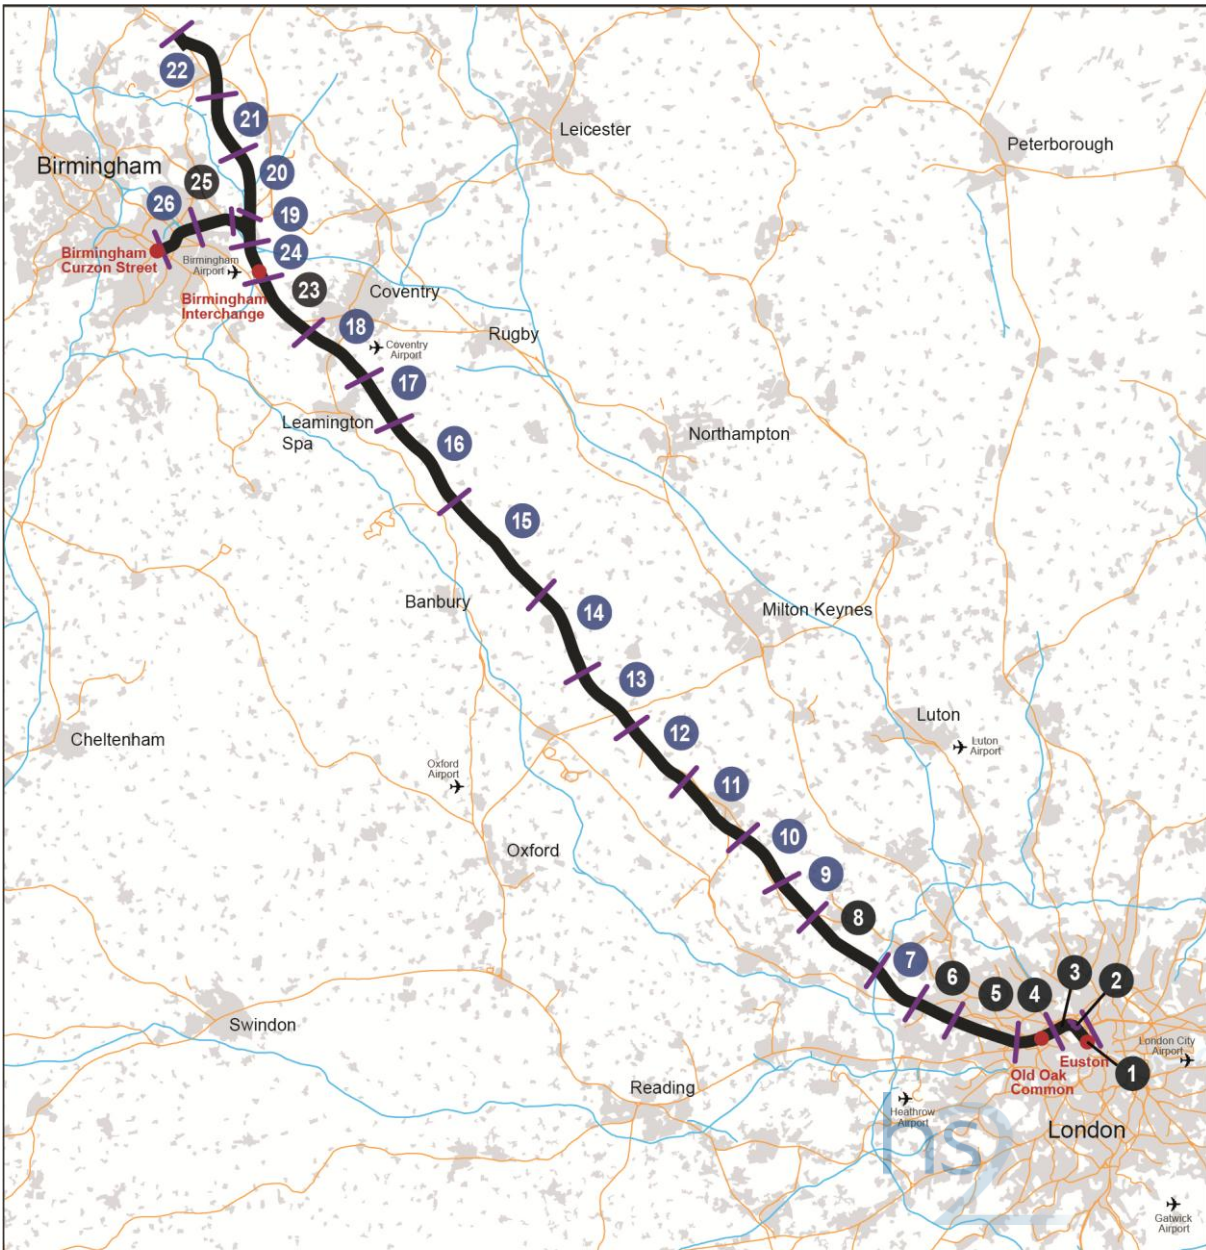 22
21
Leicester
Birmingham
Peterborough
25
20
26
19
24
Birmingham
Curzon Street
Birmingham
Airport
23
Birmingham
Interchange
Coventry
18
Rugby
Coventry
Airport
17
Leamington
Spa
16
Northampton
15
Banbury
14
Milton Keynes
13
Luton
12
Cheltenham
Luton
Airport
Oxford
Airport
11
10
Oxford
9
8
7
6
5
4
3
2
Swindon
London City
Airport
Euston
1
Old Oak
Common
Reading
Heathrow
Airport
London
hs2
Gatwick
Airport